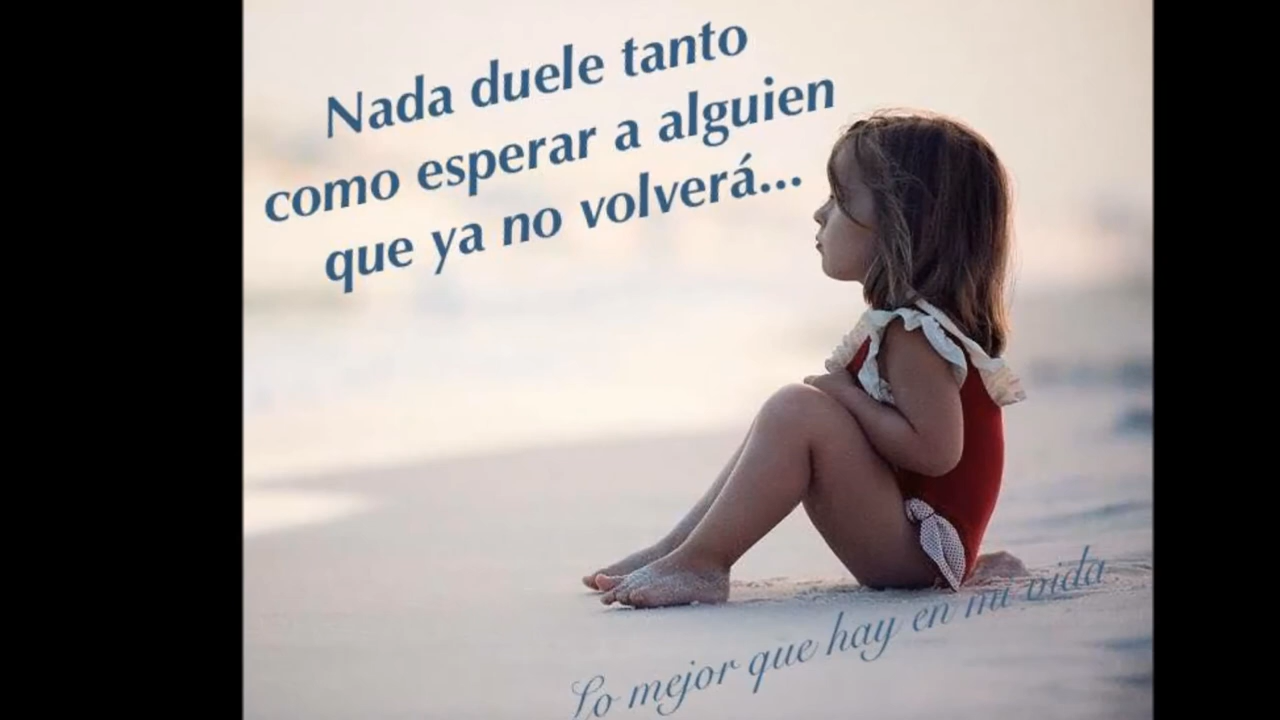 Nada duele tanto
como esperar a alguien
que ya no volverá...
Lo mejor que hay en mi vida